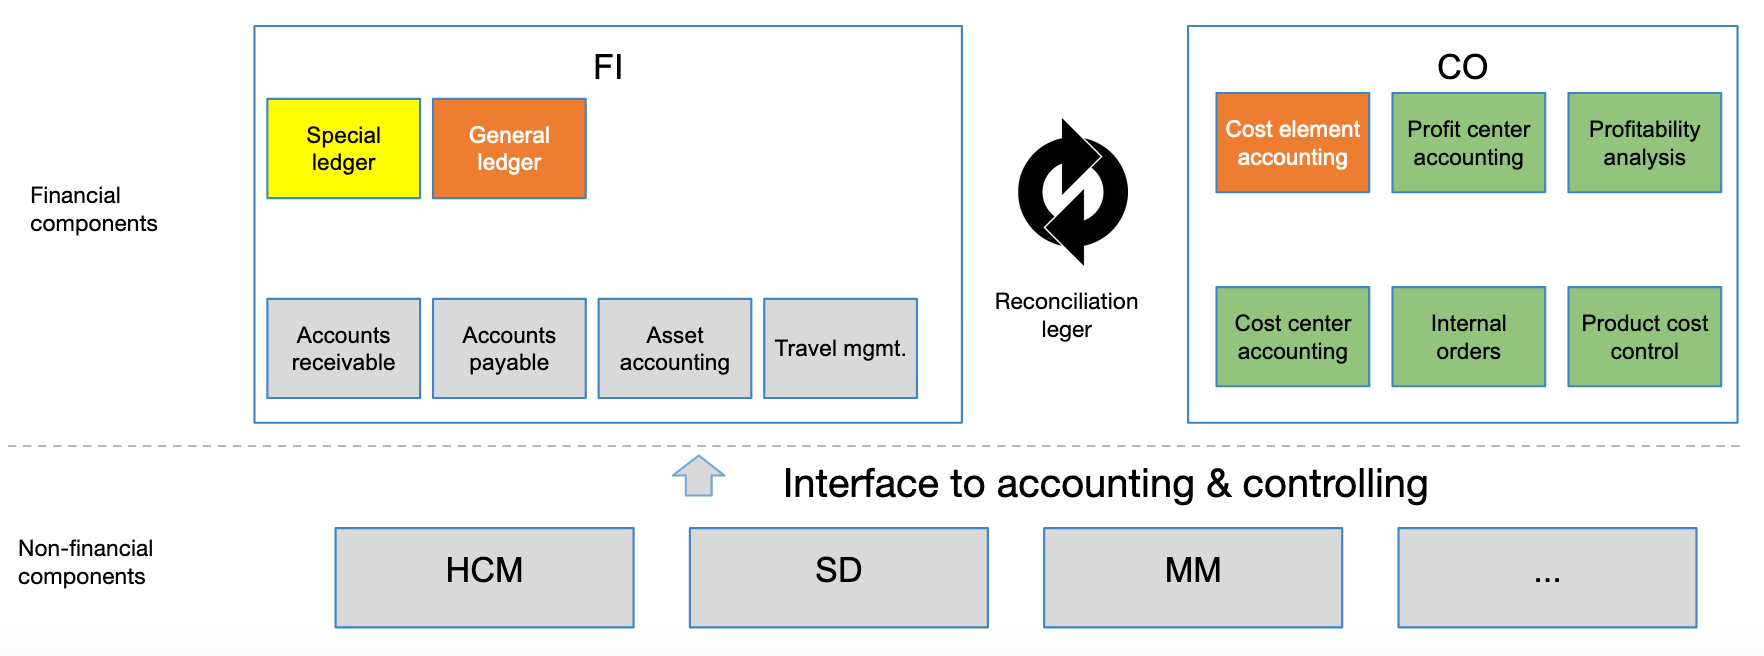 FI
CO
Special
ledger
General
ledger
Cost element
accounting
Profit center
accounting
Profitability
analysis
Financial
components
Reconciliation
leger
Accounts
receivable
Accounts
payable
Asset
accounting
Travel mgmt.
Cost center
accounting
Internal
orders
Product cost
control
Interface to accounting & controlling
Non-financial
components
HCM
SD
MM
...